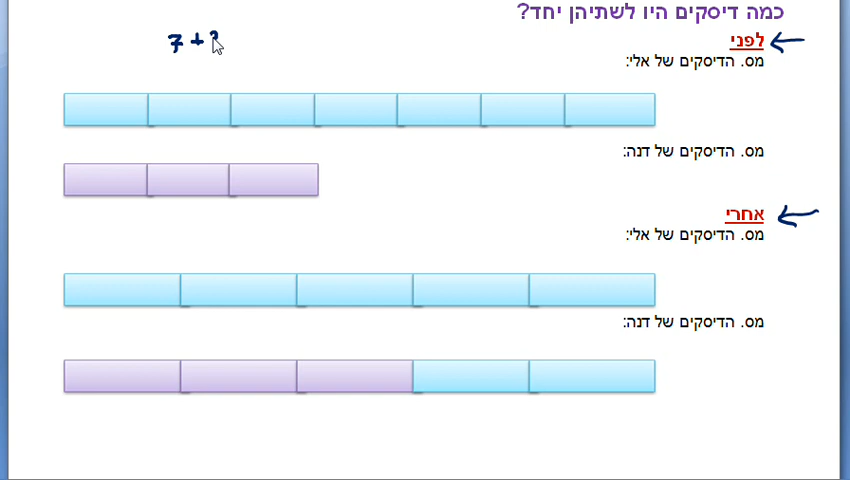 כמה דיסקים היו לשתיהן יחד?
לפני
7 +
מס. הדיסקים של אלי:
מס. הדיסקים של דנה:
אחרי
מס. הדיסקים של אלי:
מס. הדיסקים של דנה: